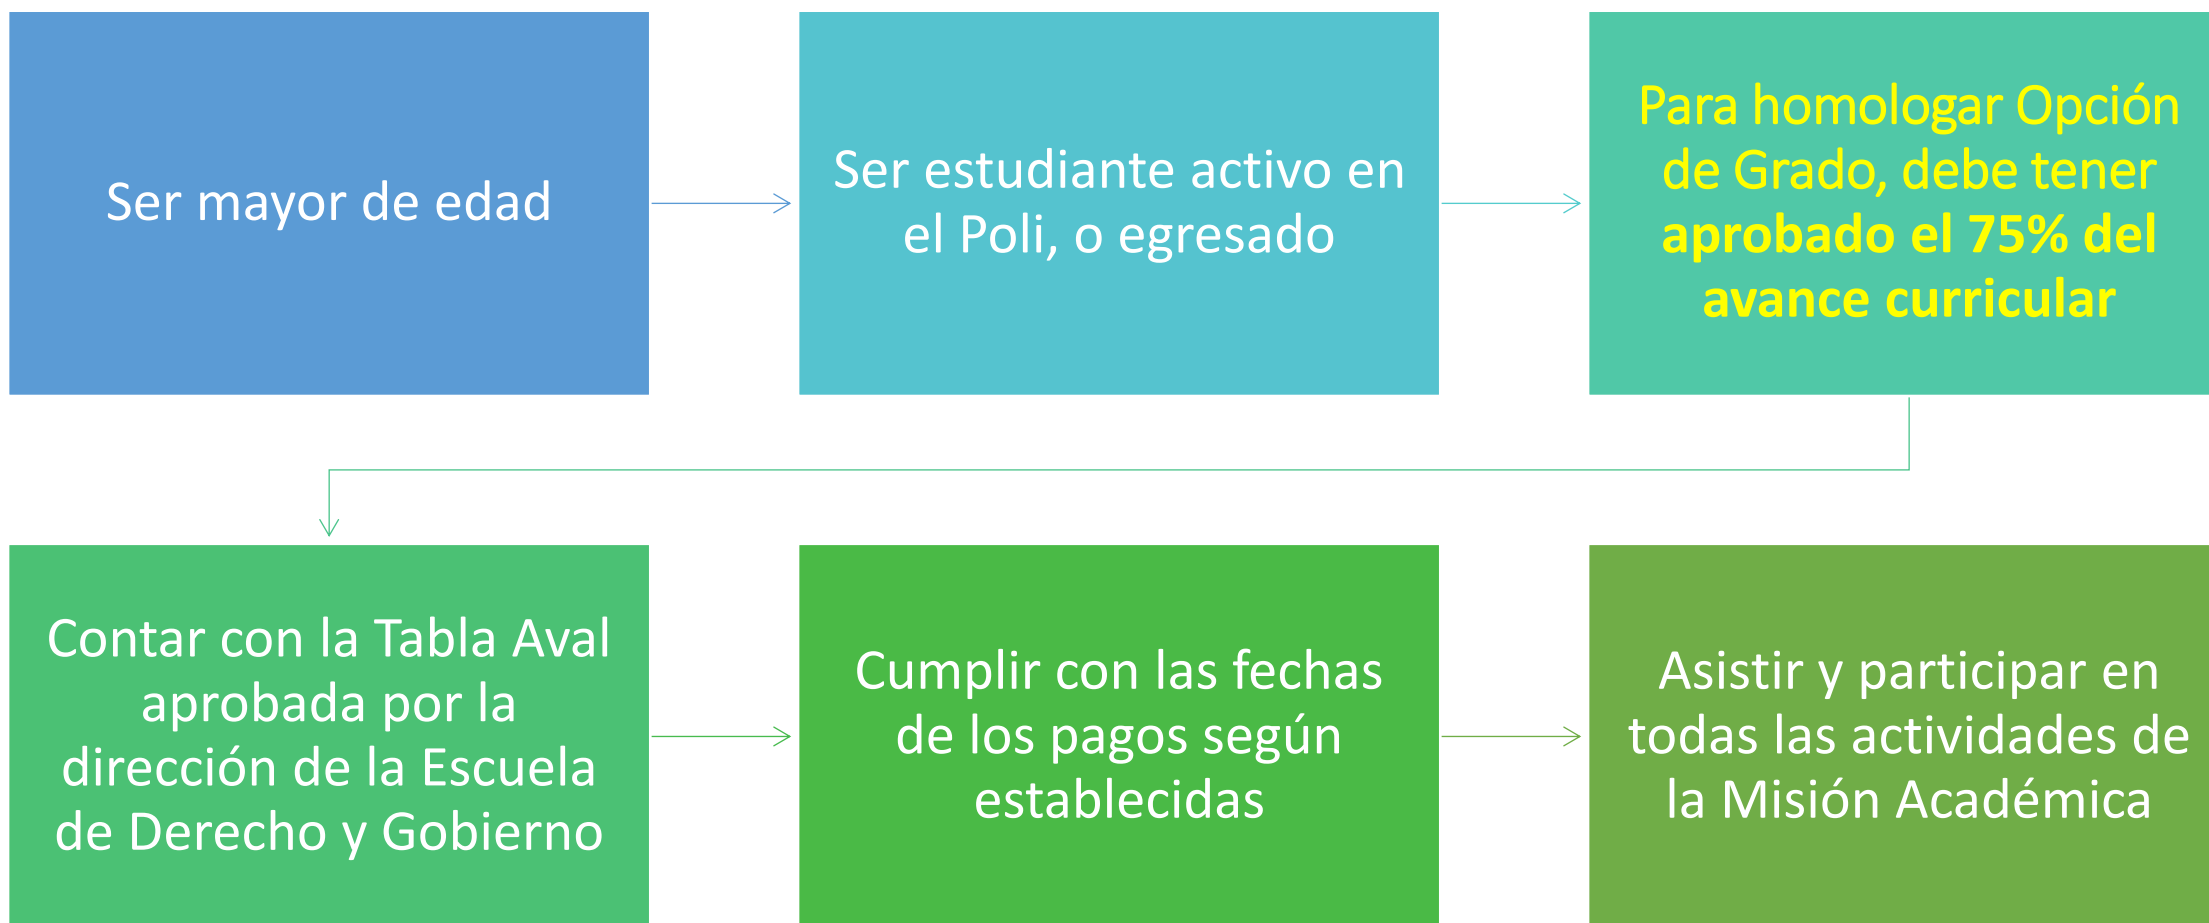 Ser mayor de edad
Ser estudiante activo en
el Poli, o egresado
Para homologar Opción
de Grado, debe tener
aprobado el 75% del
avance curricular
Contar con la Tabla Aval
aprobada por la
dirección de la Escuela
de Derecho y Gobierno
Cumplir con las fechas
de los pagos según
establecidas
Asistir y participar en
todas las actividades de
la Misión Académica